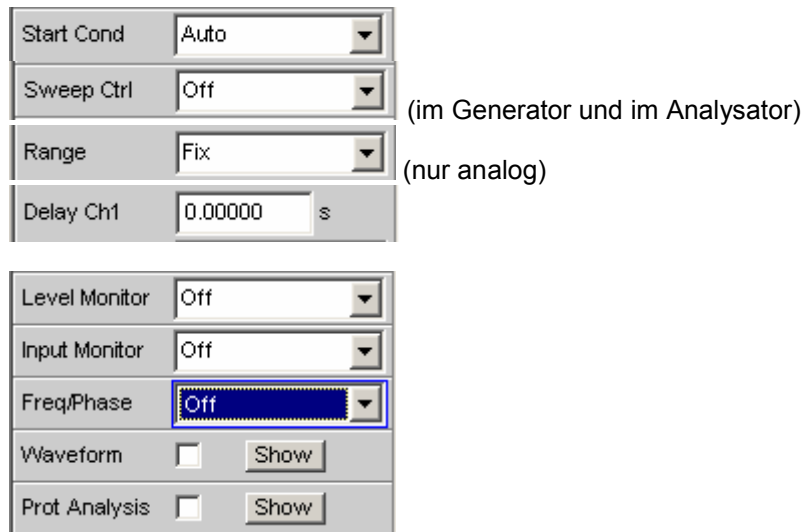 Start Cond Auto
Sweep Ctrl Off
(im Generator und im Analysator)
Range Fix
(nur analog)
Delay Ch1 0.00000 s
Level Monitor Off
Input Monitor Off
Freq/Phase Off
Waveform Show
Prot Analysis Show